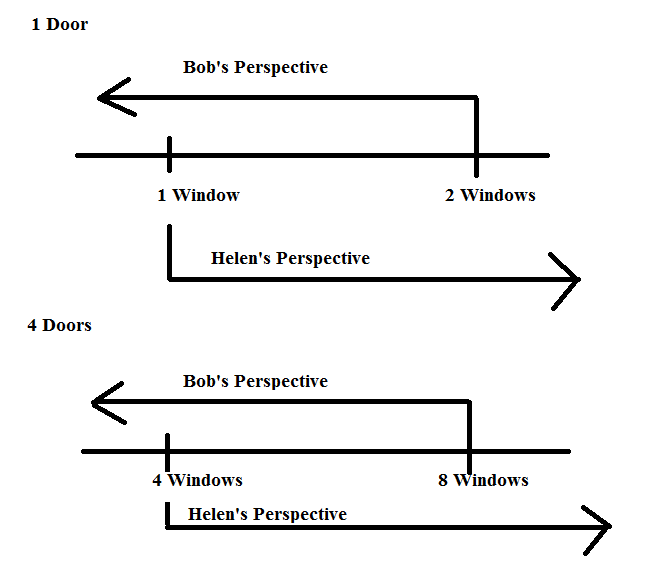 1 Door
Bob's Perspective
1 Window 2 Windows
Helen's Perspective
4 Doors
Bob's Perspective
4 Windows 8 Windows
Helen's Perspective